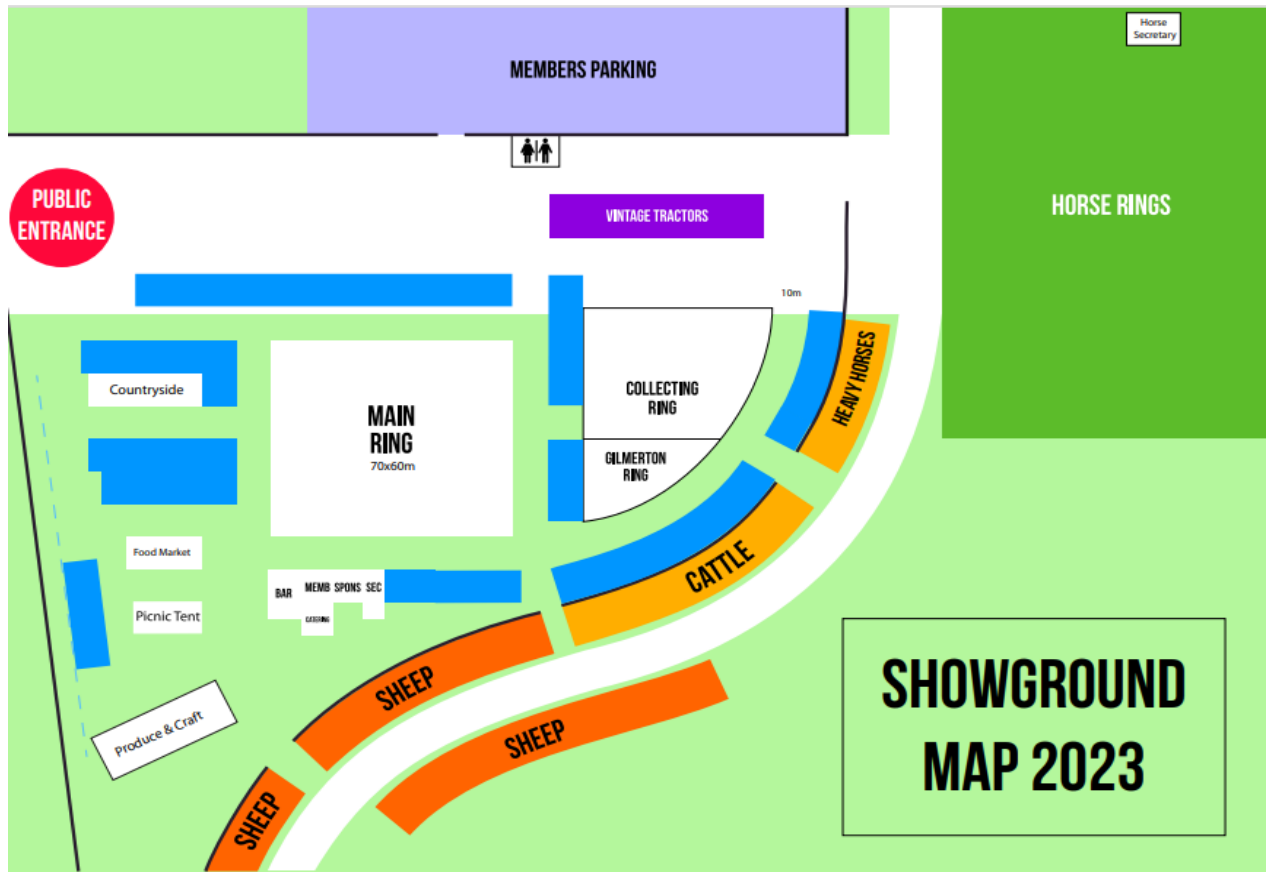 Horse
Secretary
MEMBERS PARKING
PUBLIC
ENTRANCE
VINTAGE TRACTORS
HORSE RINGS
10m
Countryside
MAIN
RING
70x60m
COLLECTING
RING
HEAVY HORSES
GILMERTON
RING
Food Market
BAR
MEMB
SPONS
SEC
CATERING
Picnic Tent
CATTLE
SHEEP
Produce & Craft
SHEEP
SHEEP
SHOWGROUND
MAP 2023